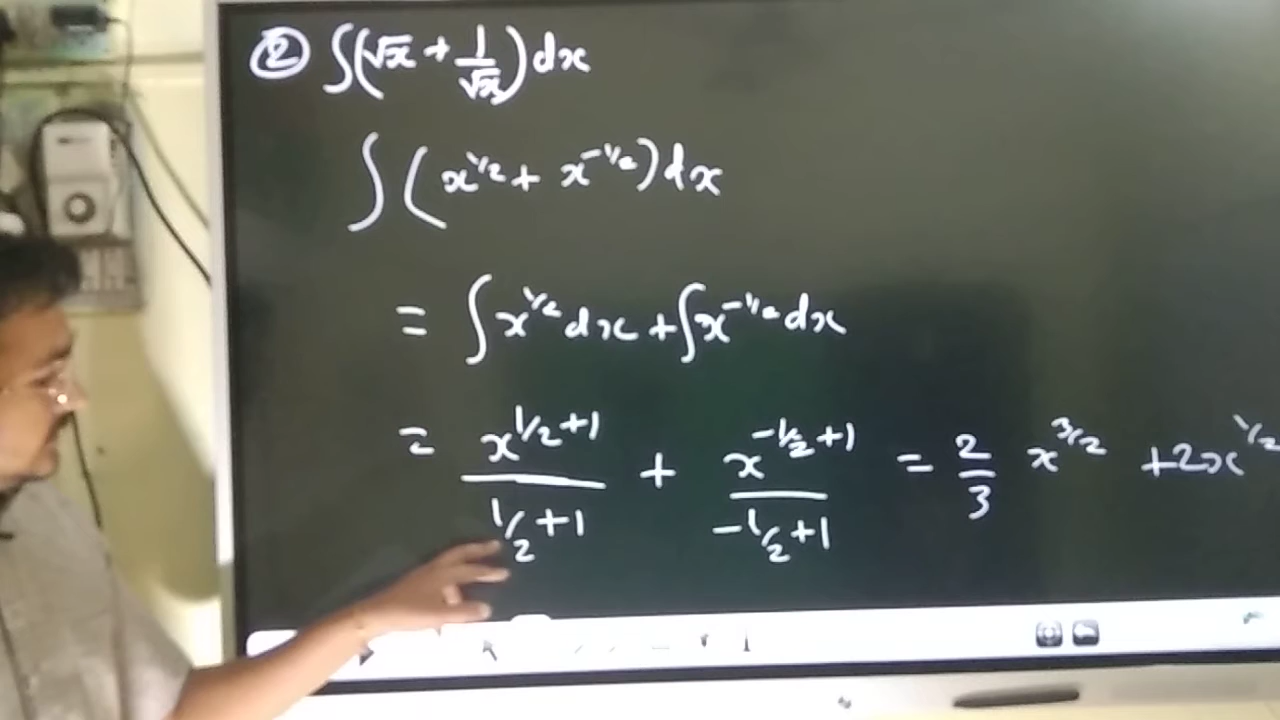 ② ∫(√x + 1/√x) dx
∫ (x^1/2 + x^-1/2) dx
= ∫ x^1/2 dx + ∫ x^-1/2 dx
= x^(1/2+1) / (1/2+1) + x^(-1/2+1) / (-1/2+1) = 2/3 x^3/2 + 2x^1/2